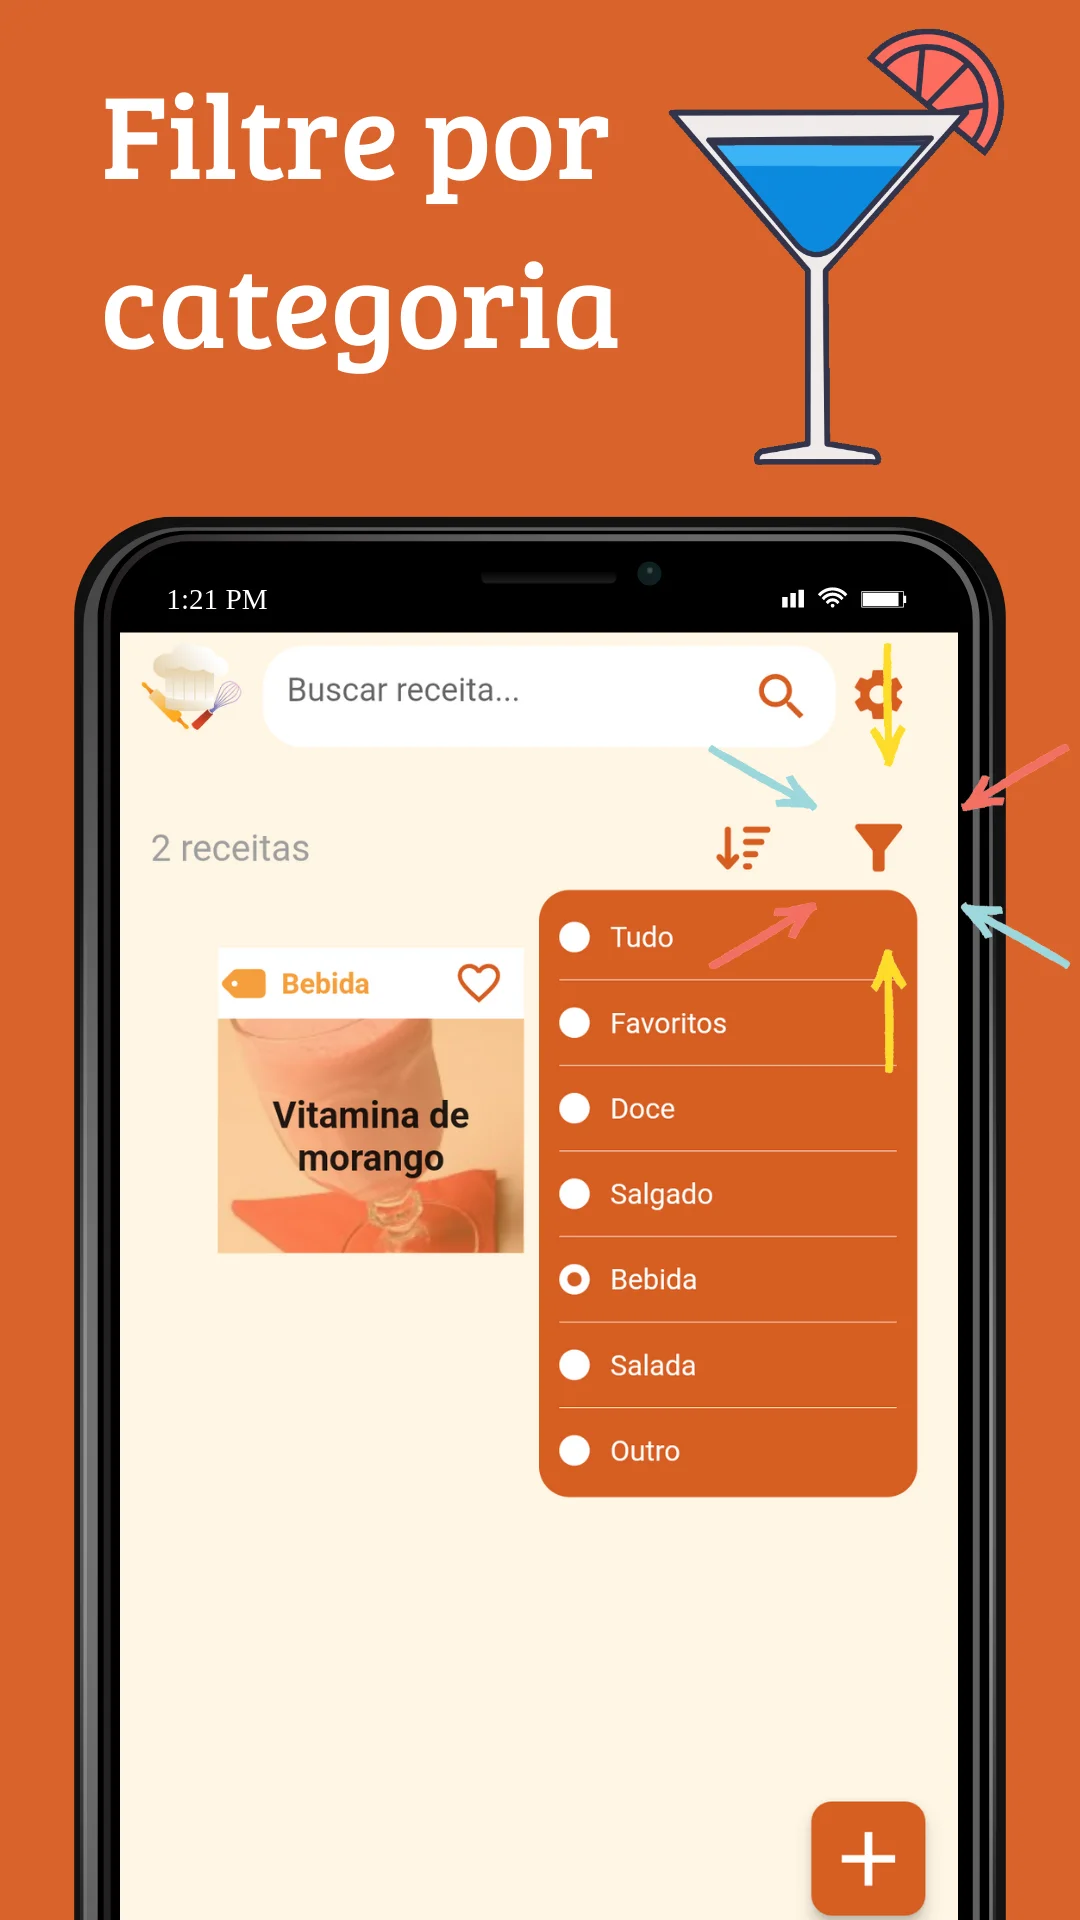 Filtre por
categoria
1:21 PM
Buscar receita...
2 receitas
Bebida
Vitamina de
morango
Tudo
Favoritos
Doce
Salgado
Bebida
Salada
Outro